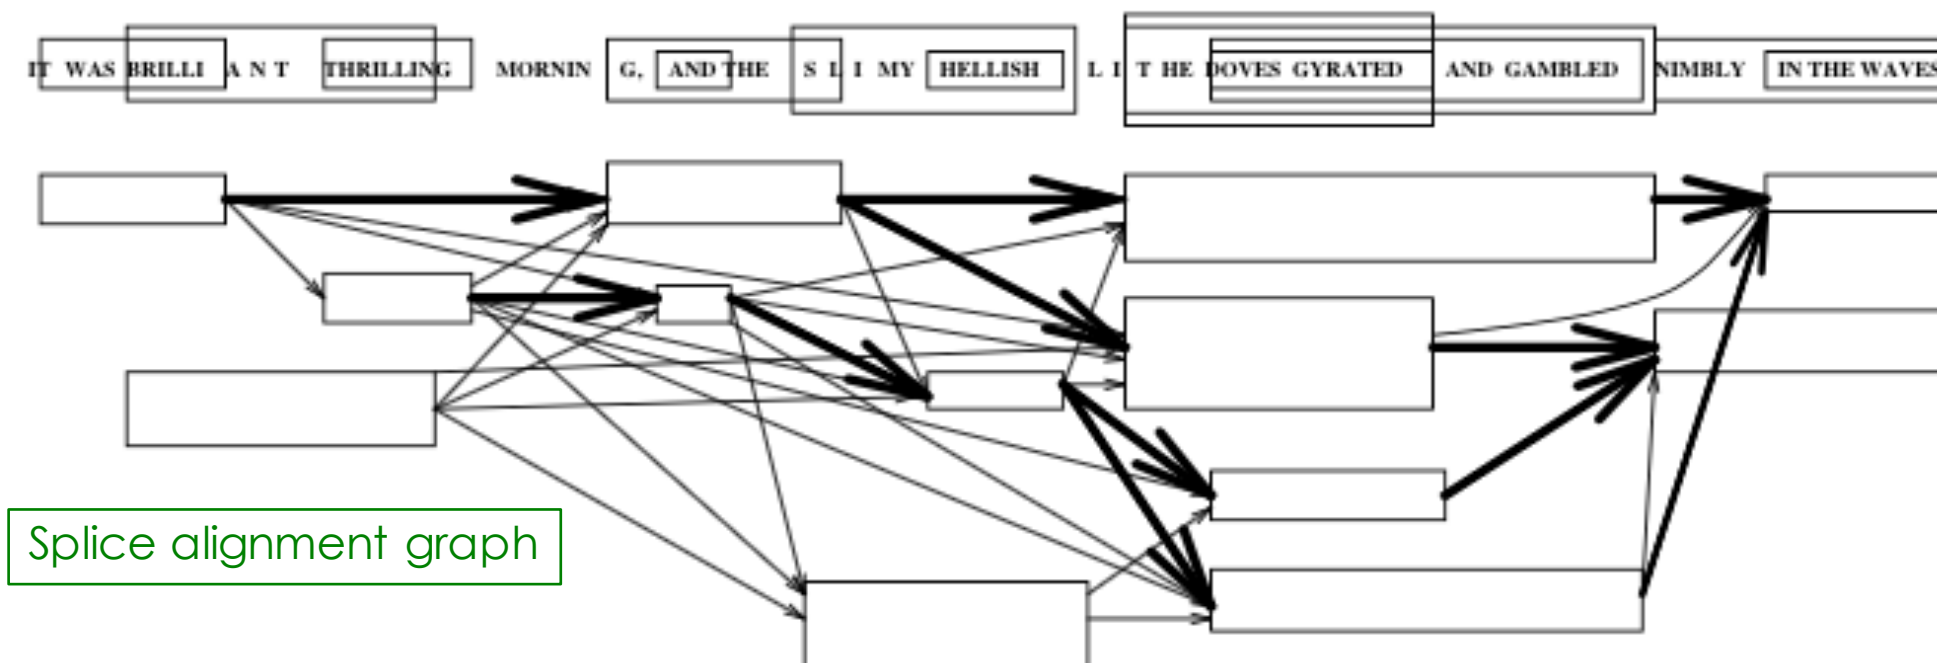 IT WAS BRILLI A N T THRILLING MORNIN G, AND THE S L I MY HELLISH L I T HE DOVES GYRATED AND GAMBLED NIMBLY IN THE WAVES
Splice alignment graph